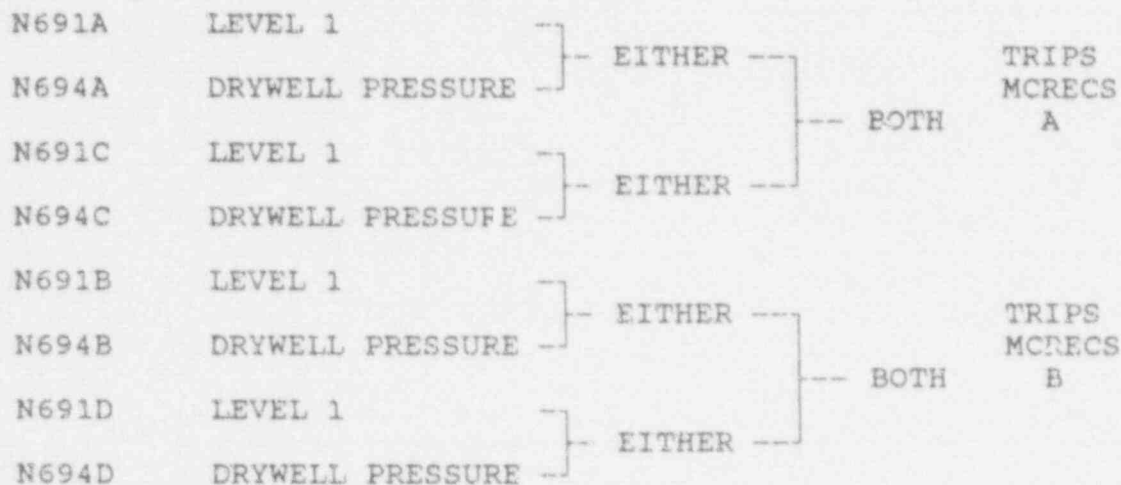 N691A LEVEL 1
EITHER TRIPS
N694A DRYWELL PRESSURE MCRECS
BOTH A
N691C LEVEL 1
EITHER
N694C DRYWELL PRESSURE
N691B LEVEL 1
EITHER TRIPS
N694B DRYWELL PRESSURE MCRECS
BOTH B
N691D LEVEL 1
EITHER
N694D DRYWELL PRESSURE